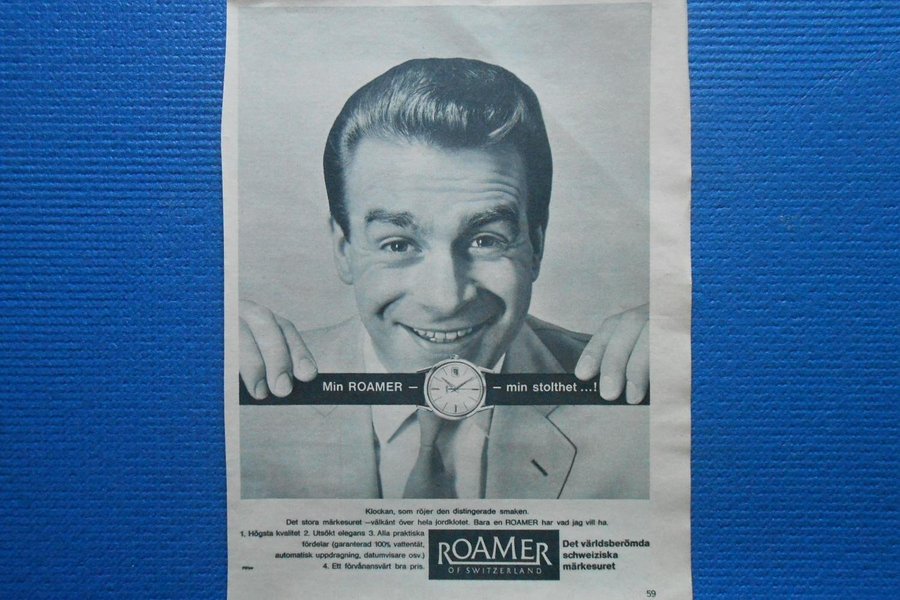 Min ROAMER – – min stolthet ...!
Klockan, som röjer den distingerade smaken.
Det stora märkesuret –välkänt över hela jordklotet. Bara en ROAMER har vad jag vill ha.
1. Högsta kvalitet 2. Utsökt elegans 3. Alla praktiska
fördelar (garanterad 100% vattentät,
automatisk uppdragning, datumvisare osv.)
4. Ett förvånansvärt bra pris.
ROAMER
OF SWITZERLAND
Det världsberömda
schweiziska
märkesuret
59